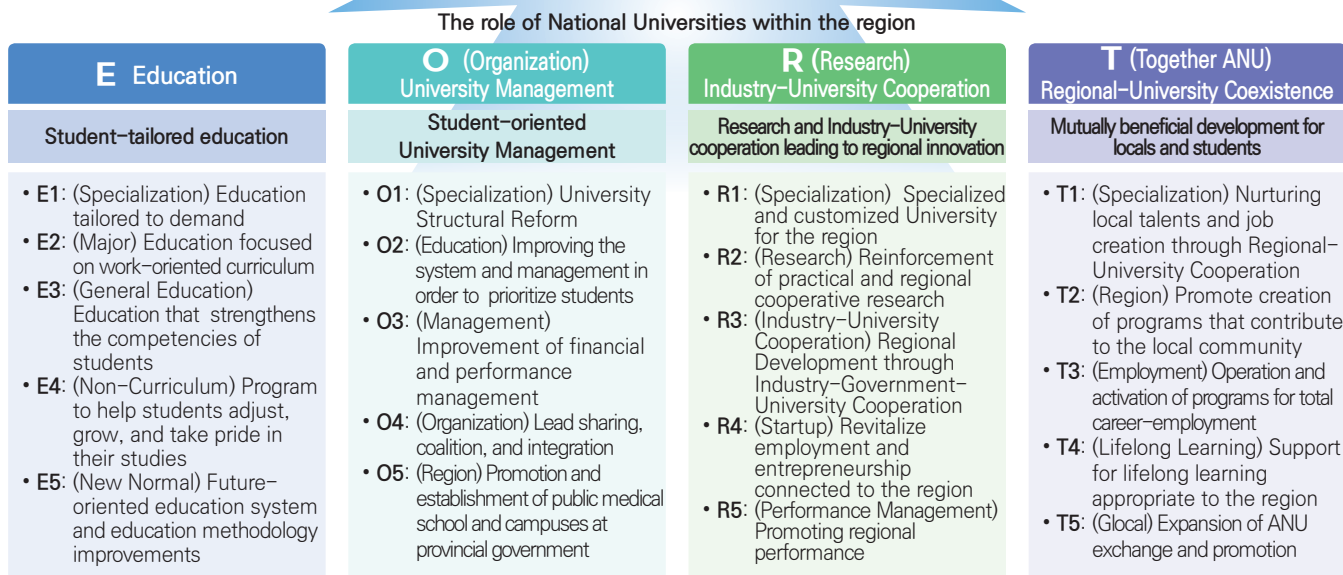 The role of National Universities within the region
E Education
Student-tailored education
• E1: (Specialization) Education
tailored to demand
• E2: (Major) Education focused
on work-oriented curriculum
• E3: (General Education)
Education that strengthens
the competencies of
students
• E4: (Non-Curriculum) Program
to help students adjust,
grow, and take pride in
their studies
• E5: (New Normal) Future-
oriented education system
and education methodology
improvements
O (Organization)
University Management
Student-oriented
University Management
• O1: (Specialization) University
Structural Reform
• O2: (Education) Improving the
system and management in
order to prioritize students
• O3: (Management)
Improvement of financial
and performance
management
• O4: (Organization) Lead sharing,
coalition, and integration
• O5: (Region) Promotion and
establishment of public medical
school and campuses at
provincial government
R (Research)
Industry-University Cooperation
Research and Industry-University
cooperation leading to regional innovation
• R1: (Specialization) Specialized
and customized University
for the region
• R2: (Research) Reinforcement
of practical and regional
cooperative research
• R3: (Industry-University
Cooperation) Regional
Development through
Industry-Government-
University Cooperation
• R4: (Startup) Revitalize
employment and
entrepreneurship
connected to the region
• R5: (Performance Management)
Promoting regional
performance
T (Together ANU)
Regional-University Coexistence
Mutually beneficial development for
locals and students
• T1: (Specialization) Nurturing
local talents and job
creation through Regional-
University Cooperation
• T2: (Region) Promote creation
of programs that contribute
to the local community
• T3: (Employment) Operation and
activation of programs for total
career-employment
• T4: (Lifelong Learning) Support
for lifelong learning
appropriate to the region
• T5: (Glocal) Expansion of ANU
exchange and promotion